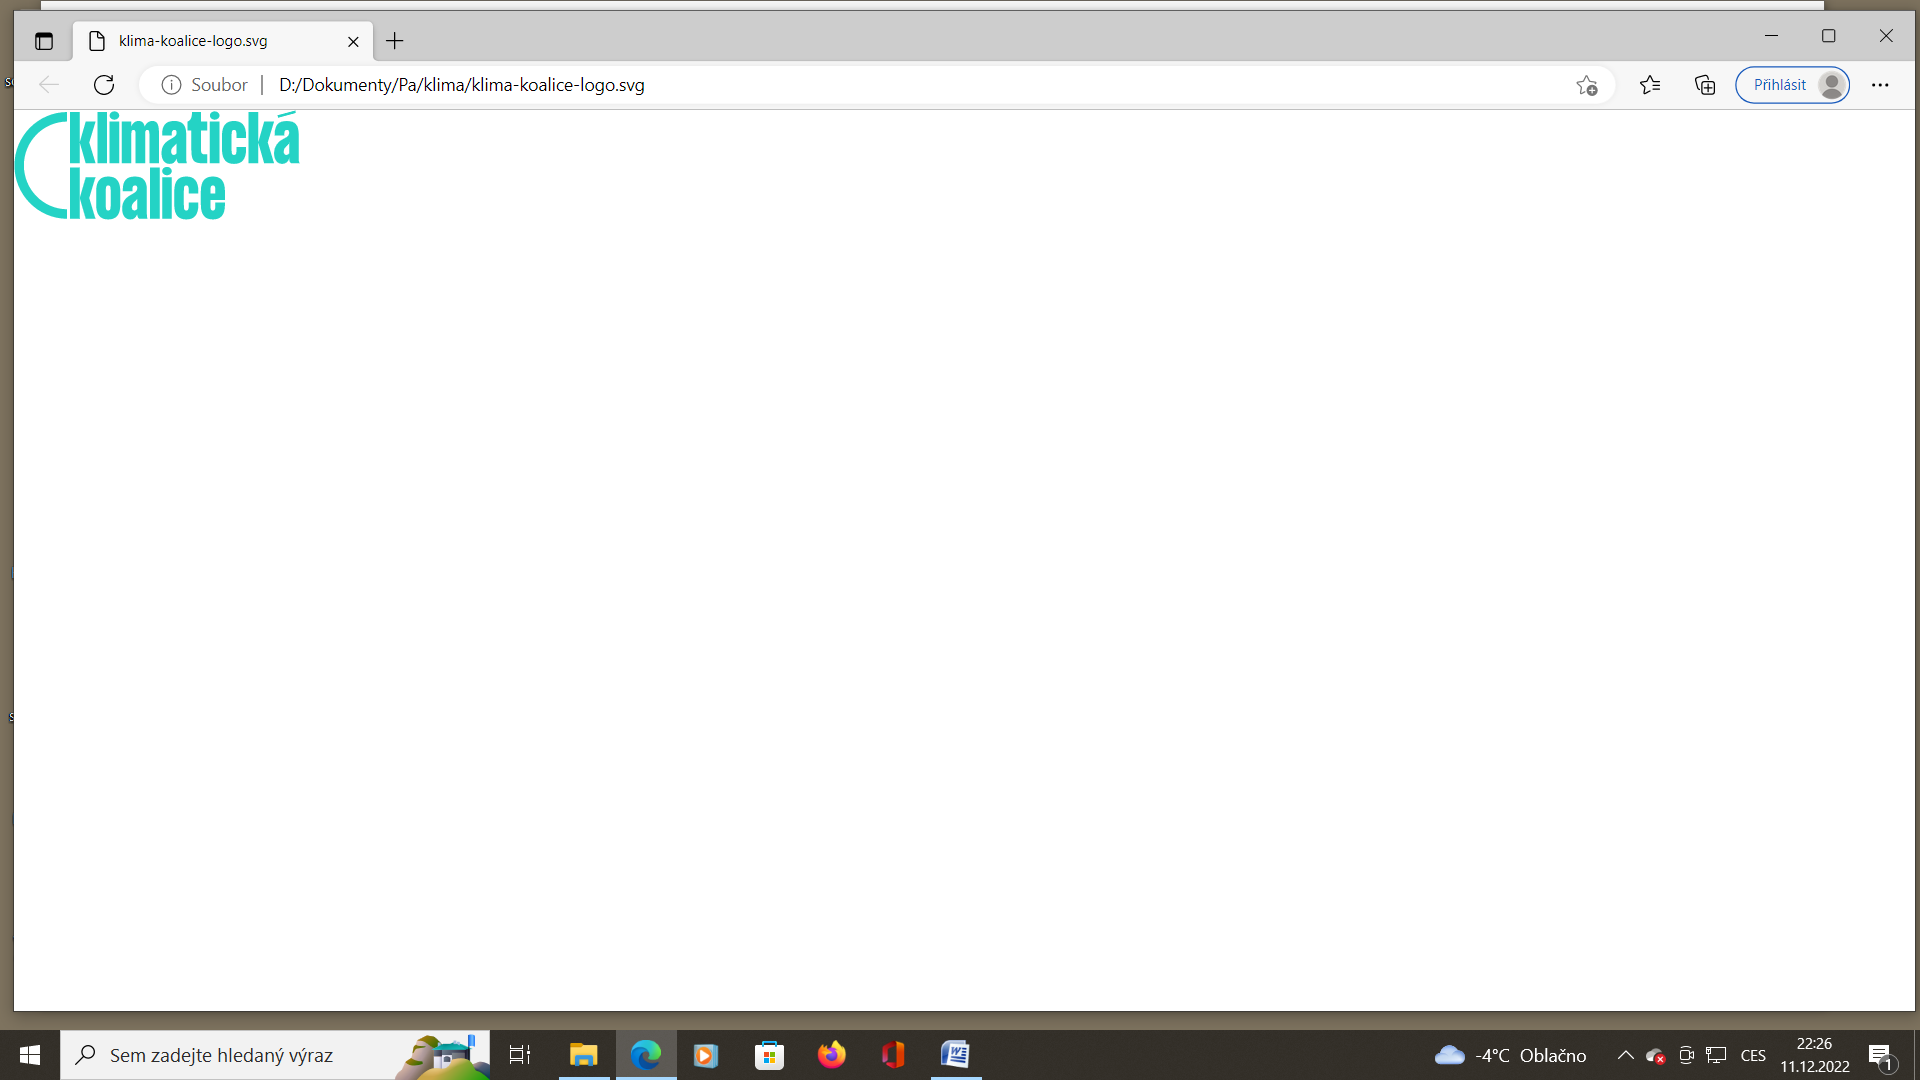 klima-koalice-logo.svg
Soubor
D:/Dokumenty/Pa/klima/klima-koalice-logo.svg
Přihlásit
klimatická
koalice
Sem zadejte hledaný výraz
-4°C Oblačno
CES
22:26
11.12.2022
1